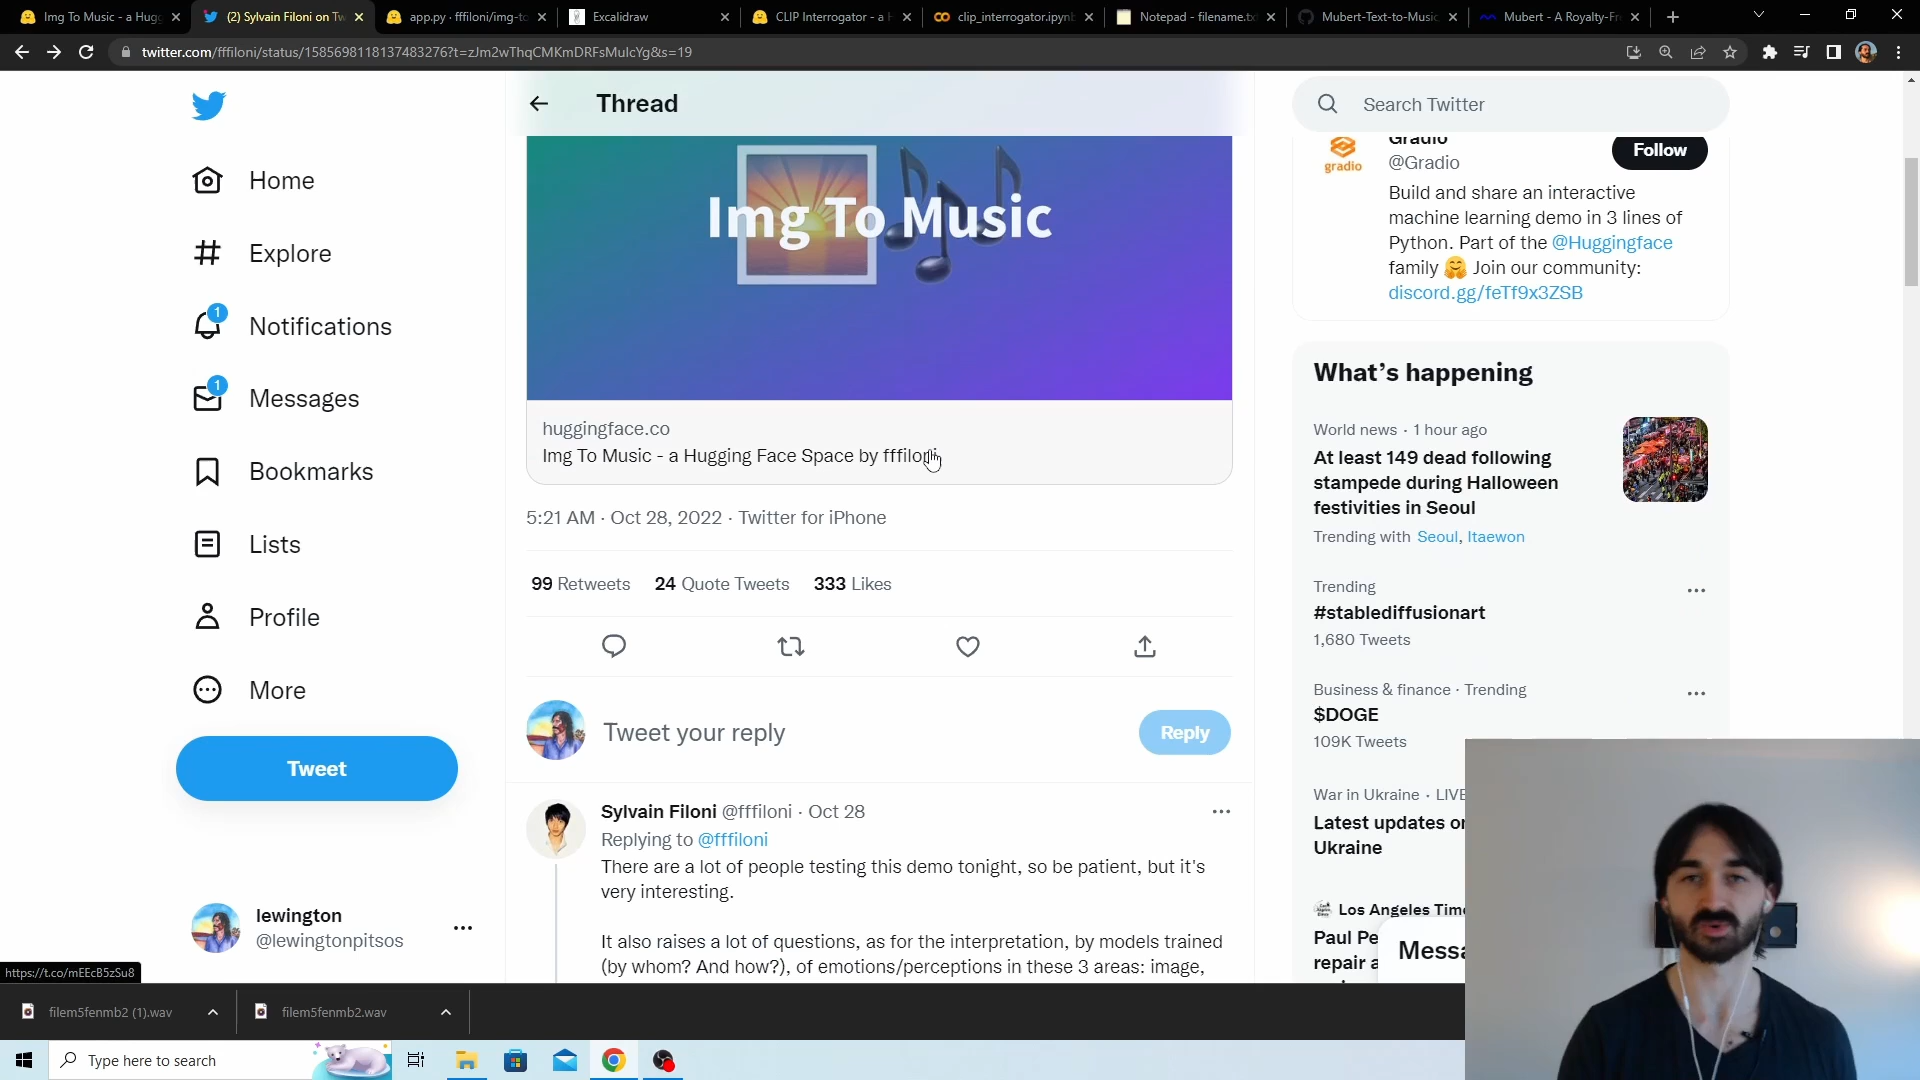 Img To Music - a Hugg
(2) Sylvain Filoni on Tw
app.py · fffiloni/img-to
Excalidraw
CLIP Interrogator - a H
clip_interrogator.ipynb
Notepad - filename.tx
Mubert-Text-to-Music
Mubert - A Royalty-Fr
twitter.com/fffiloni/status/1585698118137483276?t=zJm2wThqCMKmDRFsMulcYg&s=19
Home
Explore
1
Notifications
1
Messages
Bookmarks
Lists
Profile
More
Tweet
lewington
@lewingtonpitsos
https://t.co/mEEcB5zSu8
Thread
Img To Music
huggingface.co
Img To Music - a Hugging Face Space by fffiloni
5:21 AM · Oct 28, 2022 · Twitter for iPhone
99 Retweets 24 Quote Tweets 333 Likes
Tweet your reply
Reply
Sylvain Filoni @fffiloni · Oct 28
Replying to @fffiloni
There are a lot of people testing this demo tonight, so be patient, but it's
very interesting.
It also raises a lot of questions, as for the interpretation, by models trained
(by whom? And how?), of emotions/perceptions in these 3 areas: image,
Search Twitter
gradio
Gradio
@Gradio
Follow
Build and share an interactive
machine learning demo in 3 lines of
Python. Part of the @Huggingface
family 🤗 Join our community:
discord.gg/feTf9x3ZSB
What's happening
World news · 1 hour ago
At least 149 dead following
stampede during Halloween
festivities in Seoul
Trending with Seoul, Itaewon
Trending
#stablediffusionart
1,680 Tweets
Business & finance · Trending
$DOGE
109K Tweets
War in Ukraine · LIVE
Latest updates on
Ukraine
Los Angeles Time
Paul Pe
repair a
Messa
filem5fenmb2 (1).wav
filem5fenmb2.wav
Type here to search